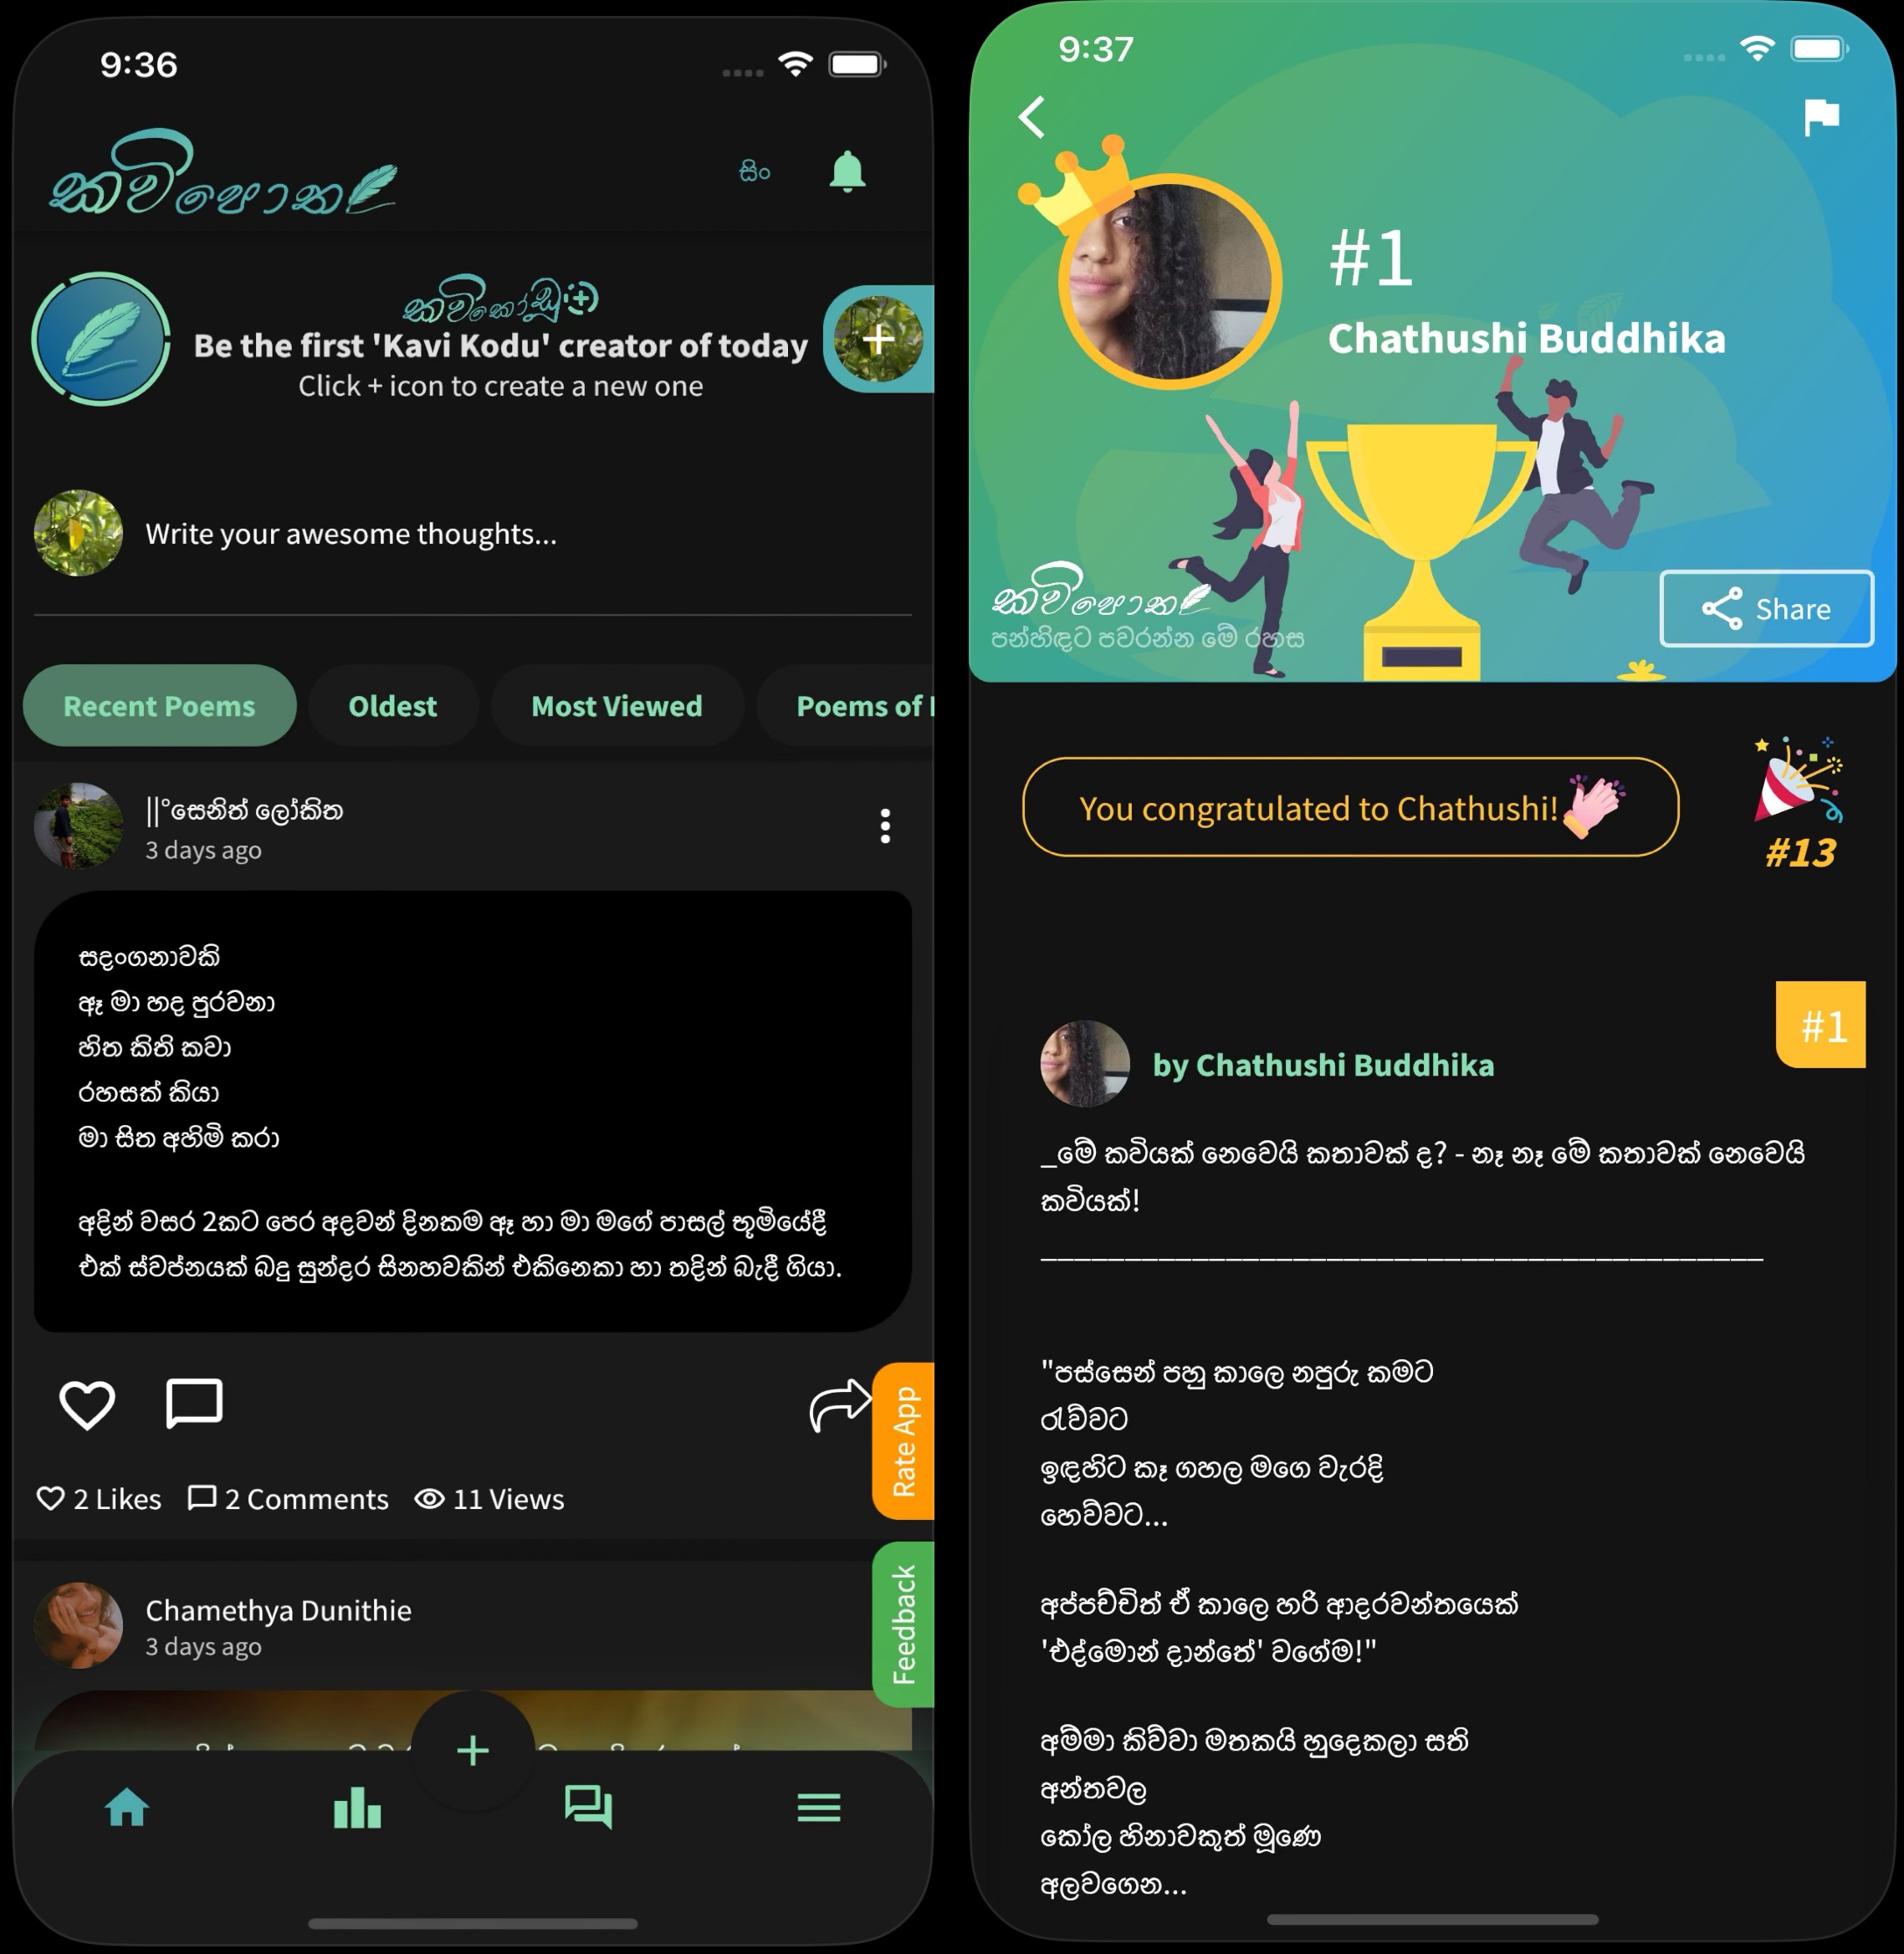 9:36
කවිපොත
සිං
කවිකෝඩු
Be the first 'Kavi Kodu' creator of today
Click + icon to create a new one
Write your awesome thoughts...
Recent Poems
Oldest
Most Viewed
Poems of
||°සෙනිත් ලෝකිත
3 days ago
සඳංගනාවකි
ඈ මා හද පුරවනා
හිත කිති කවා
රහසක් කියා
මා සිත අහිමි කරා
අදින් වසර 2කට පෙර අදවන් දිනකම ඈ හා මා මගේ පාසල් භූමියේදී
එක් ස්වප්නයක් බදු සුන්දර සිනහවකින් එකිනෙකා හා තදින් බැදී ගියා.
Rate App
2 Likes
2 Comments
11 Views
Feedback
Chamethya Dunithie
3 days ago
9:37
#1
Chathushi Buddhika
කවිපොත
පන්හිඳට පවරන්න මේ රහස
Share
You congratulated to Chathushi!
#13
#1
by Chathushi Buddhika
_මේ කවියක් නෙවෙයි කතාවක් ද? - නෑ නෑ මේ කතාවක් නෙවෙයි
කවියක්!
___________________________________________
"පස්සෙන් පහු කාලෙ නපුරු කමට
රැව්වට
ඉඳහිට කෑ ගහල මගෙ වැරදි
හෙව්වට...
අප්පච්චිත් ඒ කාලෙ හරි ආදරවන්තයෙක්
'එද්මොන් දාන්තේ' වගේම!"
අම්මා කිව්වා මතකයි හුදෙකලා සති
අන්තවල
කෝල හිනාවකුත් මූණෙ
අලවගෙන...